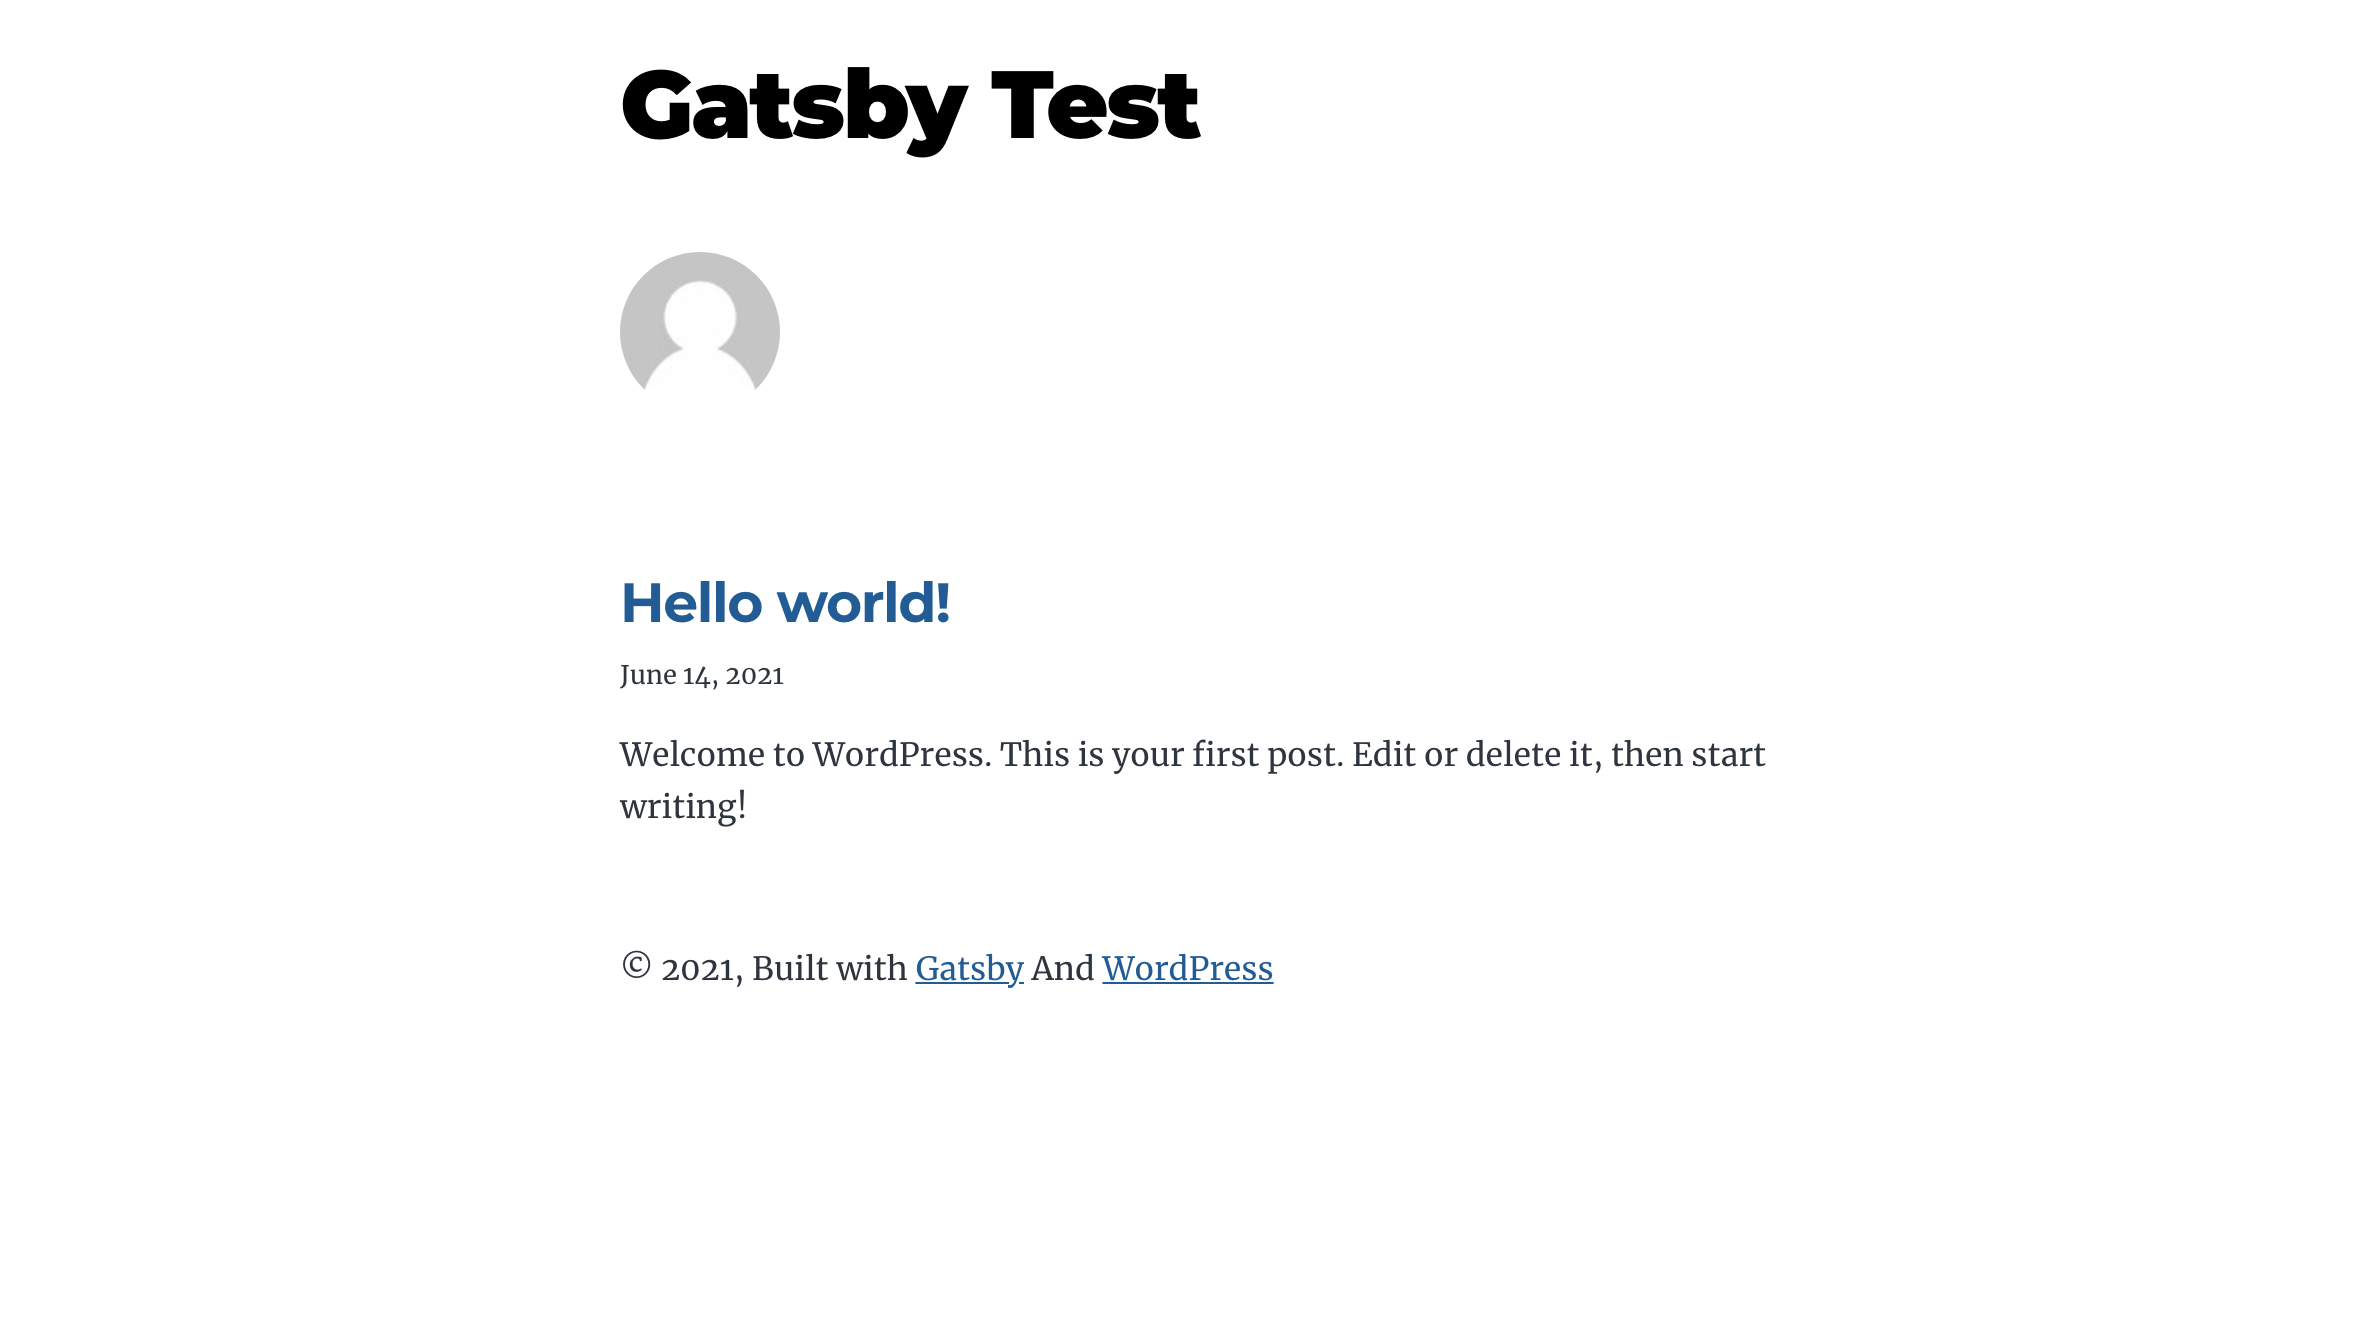 Gatsby Test
Hello world!
June 14, 2021
Welcome to WordPress. This is your first post. Edit or delete it, then start
writing!
© 2021, Built with Gatsby And WordPress